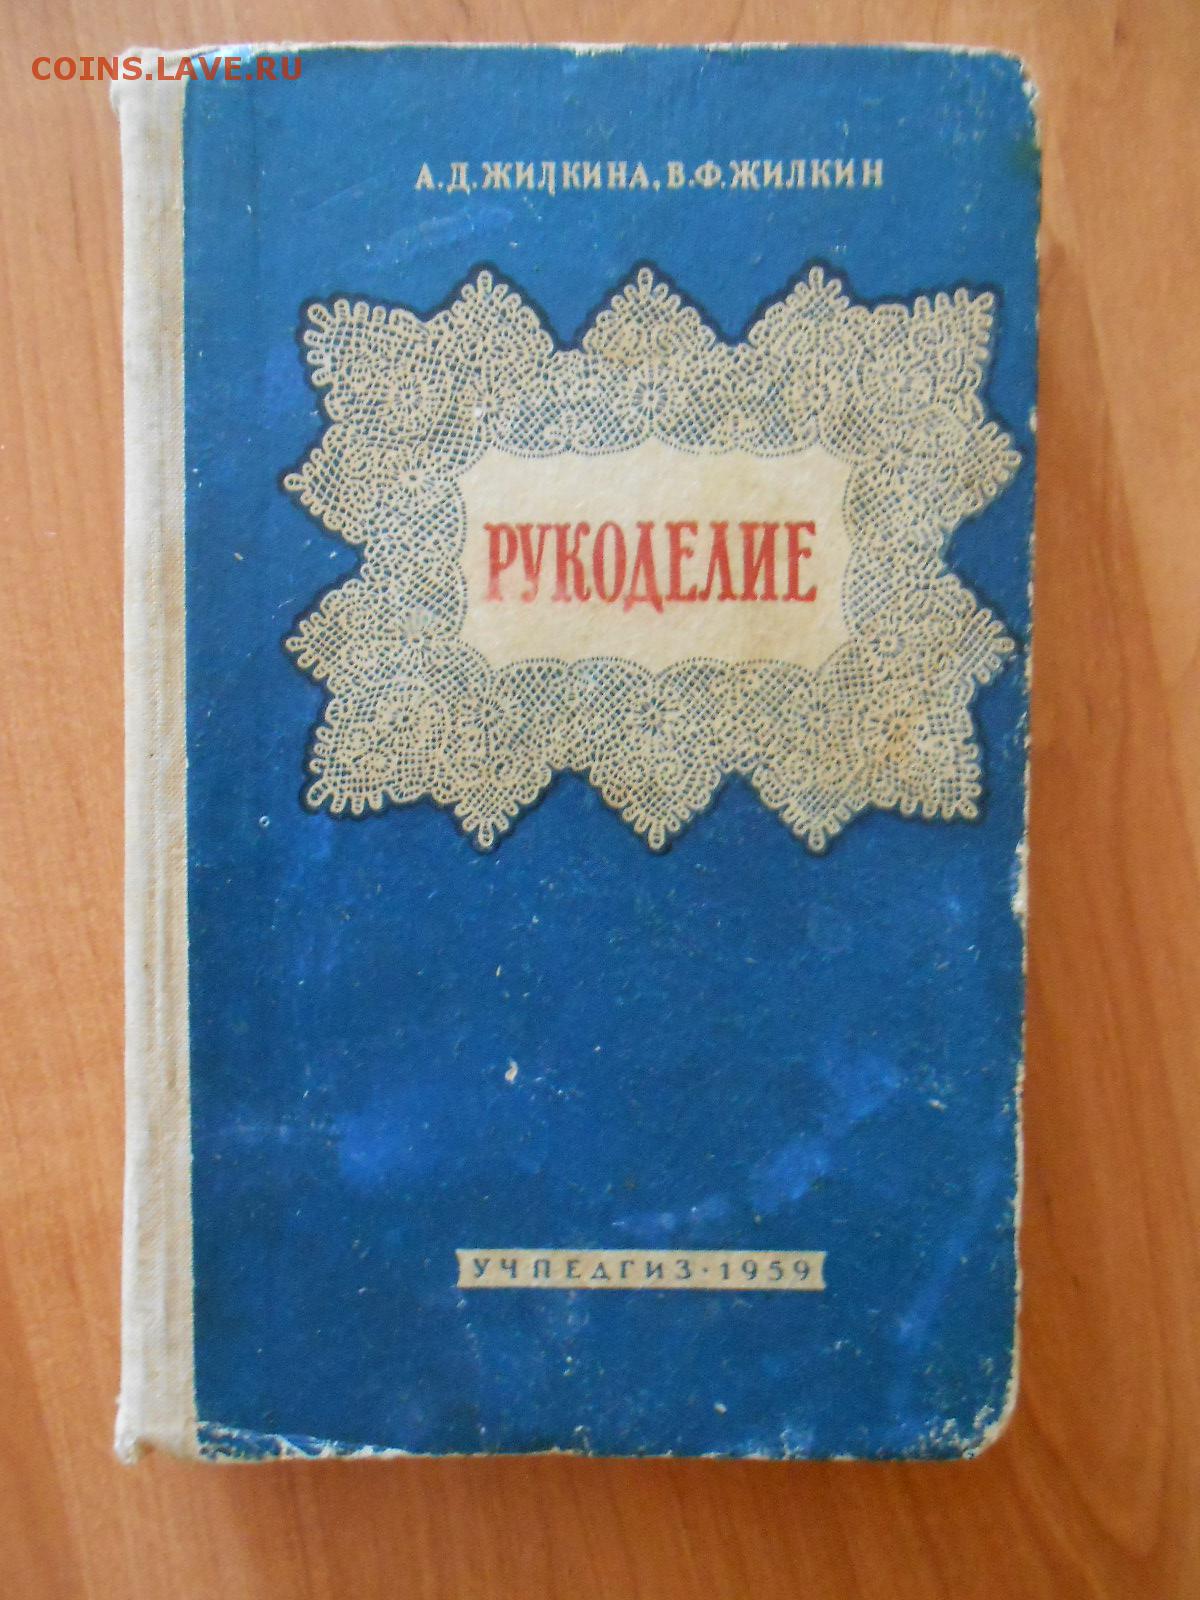 COINS.LAVE.RU
А.Д.ЖИЛКИНА, В.Ф.ЖИЛКИН
РУКОДЕЛИЕ
УЧПЕДГИЗ·1959